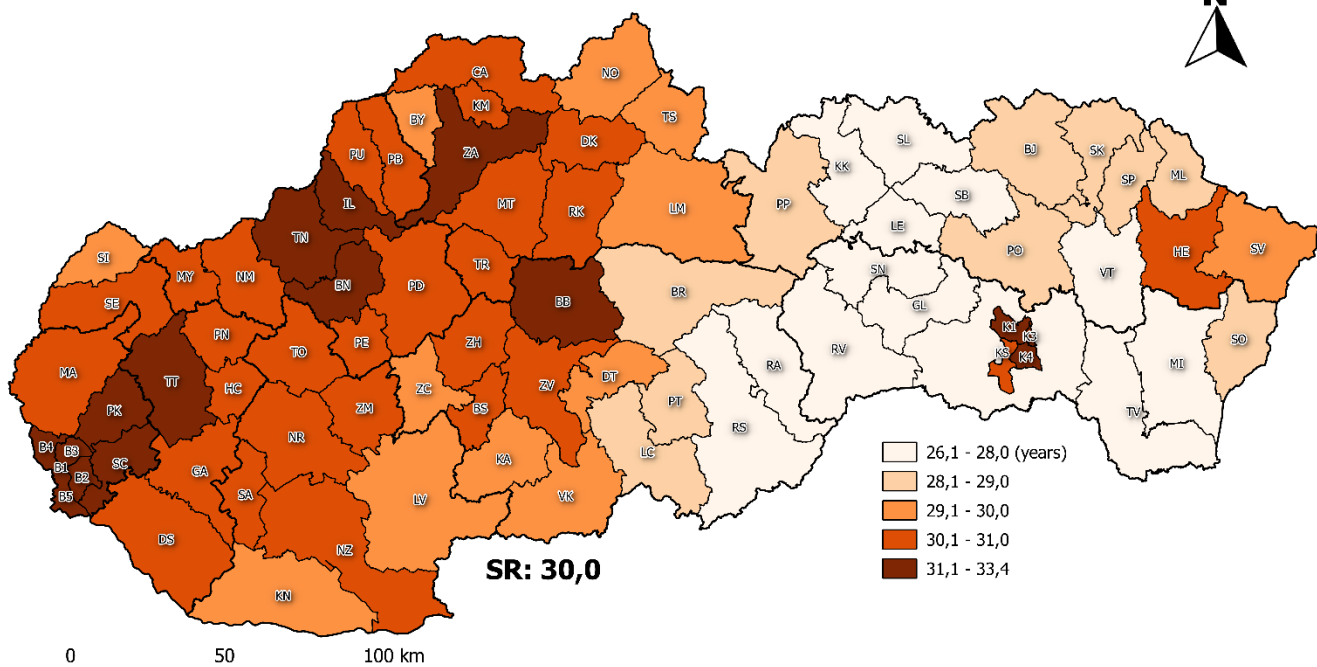 N
CA
NO
KM
BY
TS
ZA
DK
PU
PB
SL
BJ
SK
KK
SP
ML
IL
MT
RK
LM
PP
SB
TN
LE
SI
MY
NM
BN
PD
TR
BB
BR
SN
PO
VT
HE
SV
SE
GL
PN
TO
PE
ZH
K1
K3
KS
K4
SO
MA
TT
HC
ZM
ZC
ZV
DT
RA
RV
MI
PK
BS
PT
TV
NR
RS
B4
B3
B1
B2
B5
SC
GA
KA
LC
SA
LV
VK
DS
NZ
KN
26,1 - 28,0 (years)
28,1 - 29,0
29,1 - 30,0
30,1 - 31,0
31,1 - 33,4
SR: 30,0
0 50 100 km